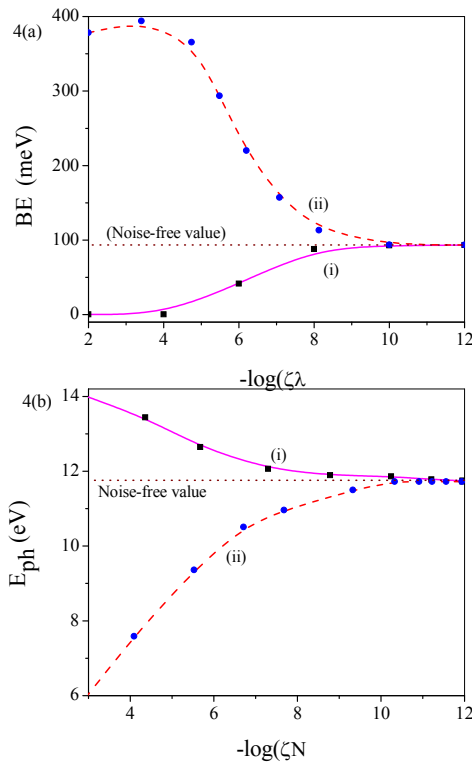 4(a)
400
300
200
100
0
BE (meV)
(ii)
(Noise-free value)
(i)
2 4 6 8 10 12
-log(ζλ
4(b)
14
12
10
8
6
E_ph (eV)
(i)
Noise-free value
(ii)
4 6 8 10 12
-log(ζN